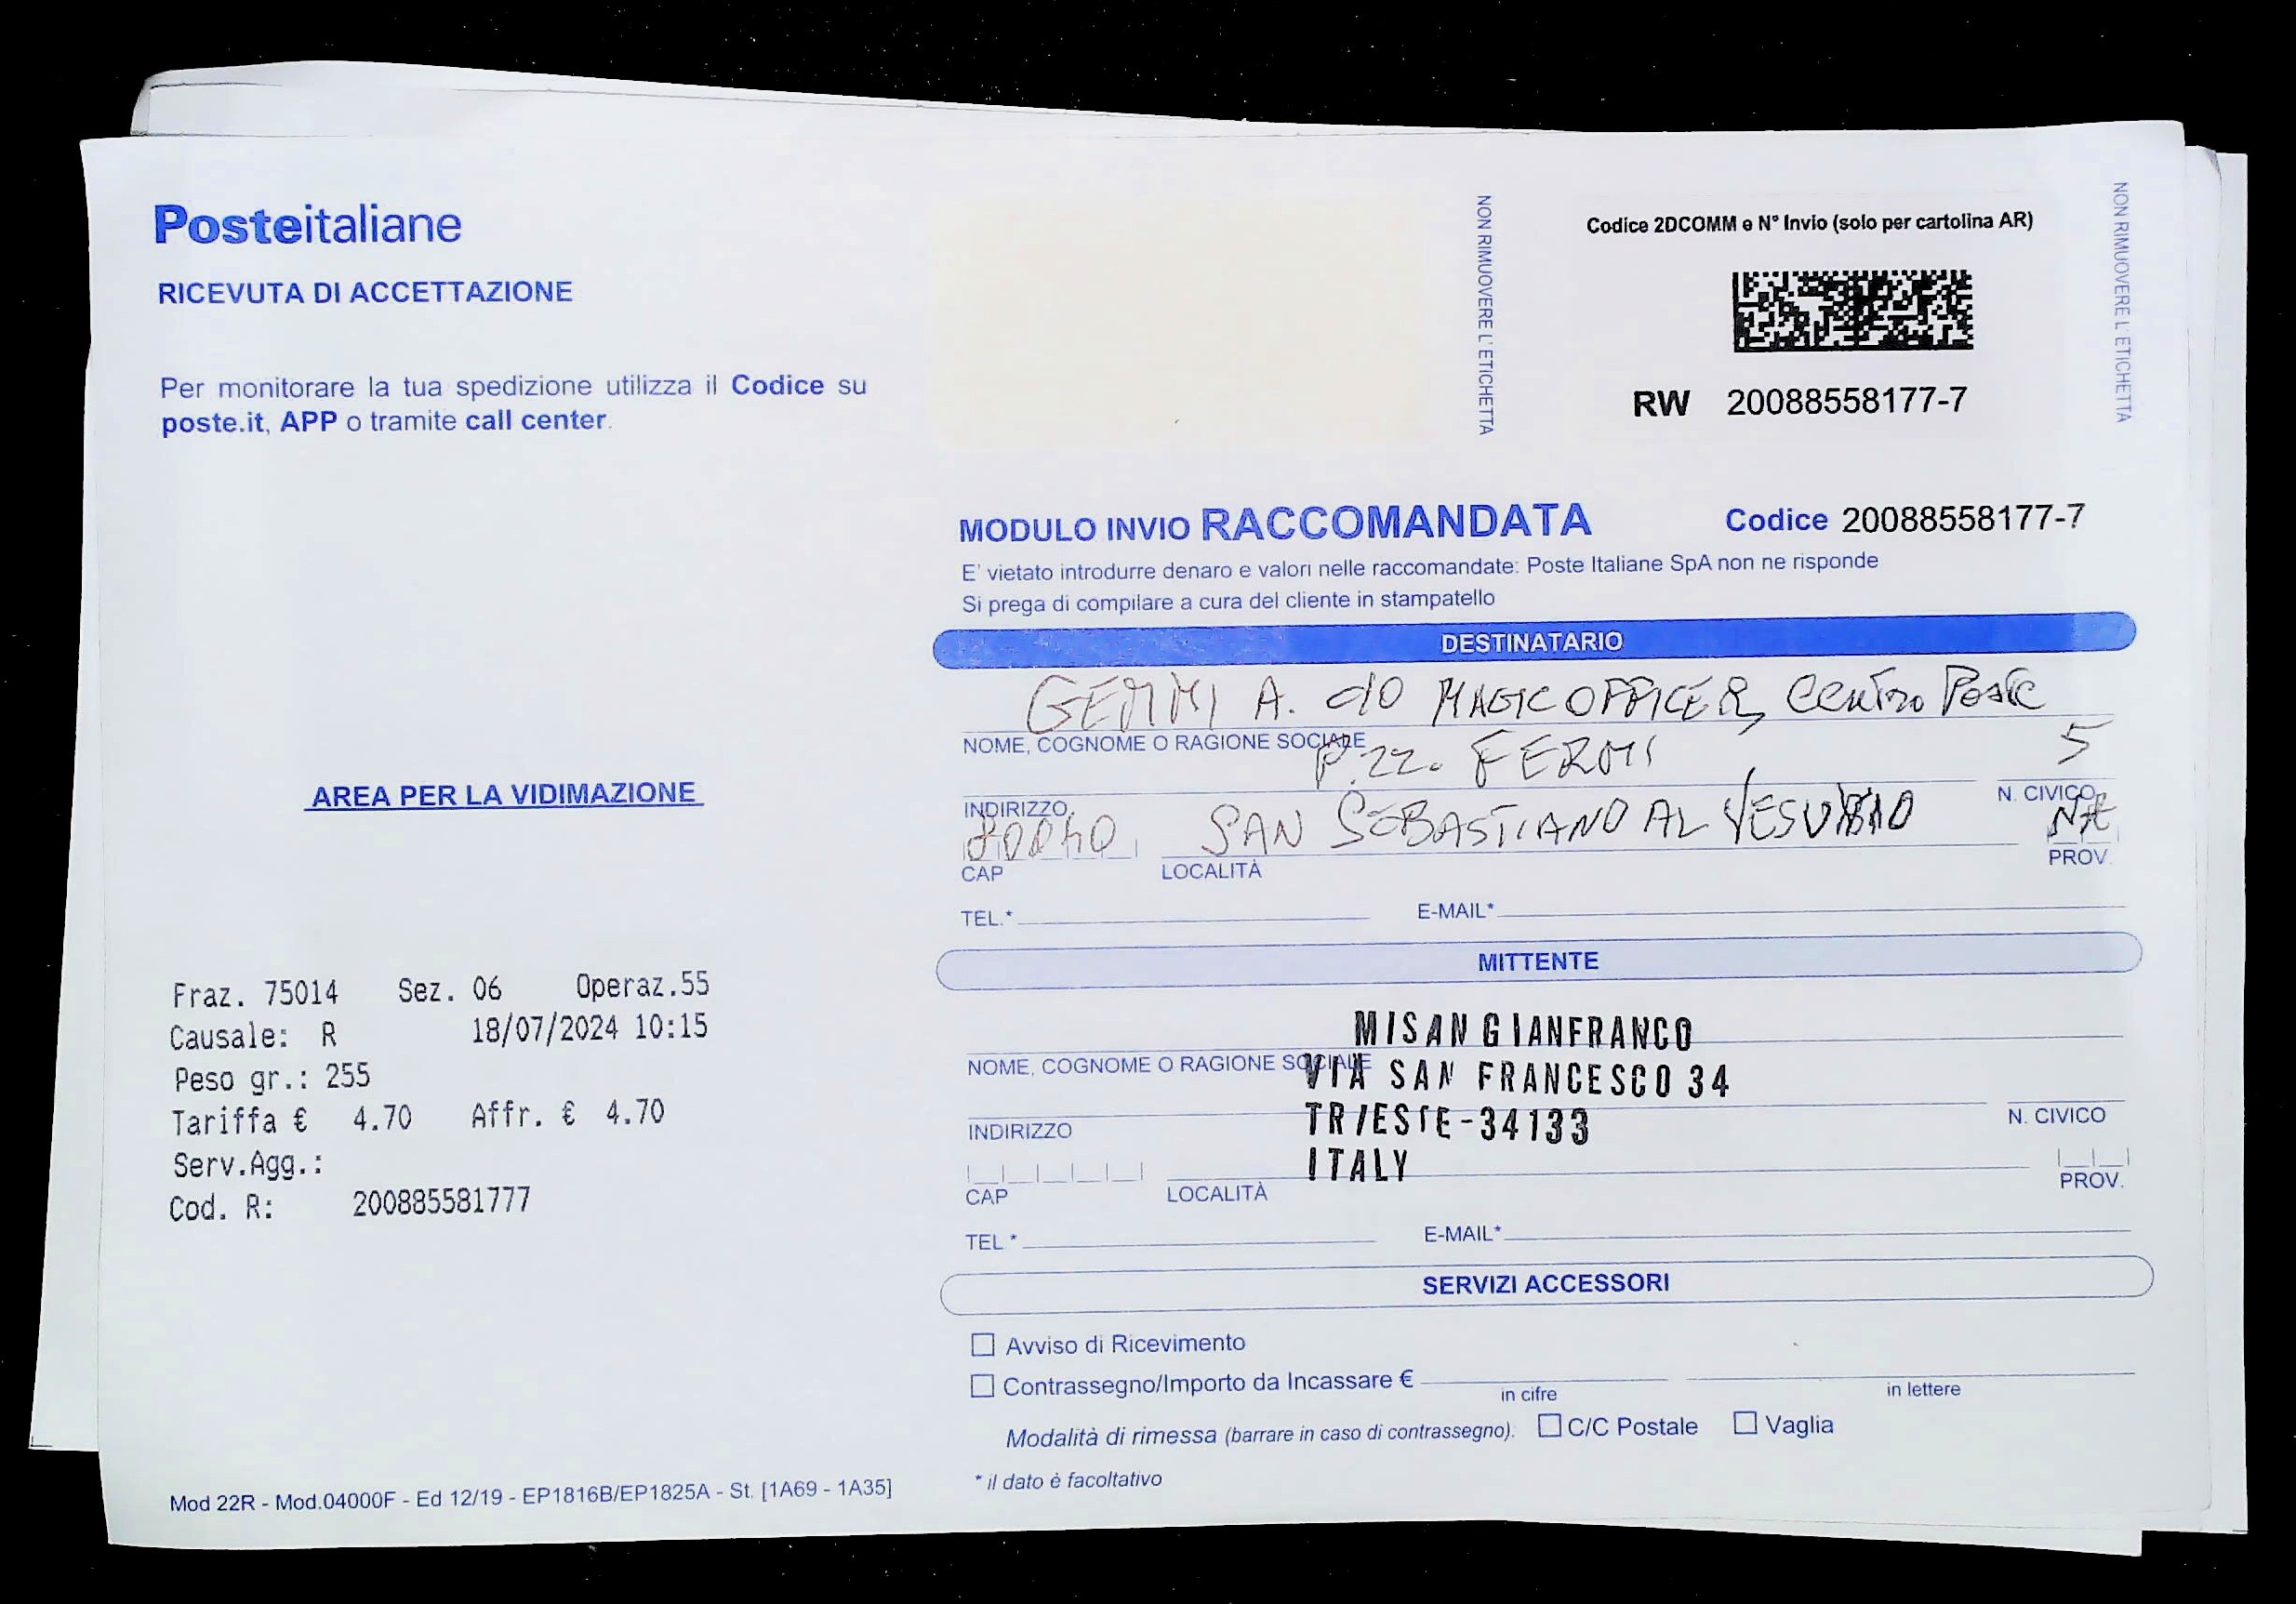 Posteitaliane
RICEVUTA DI ACCETTAZIONE
Per monitorare la tua spedizione utilizza il Codice su
poste.it, APP o tramite call center.
AREA PER LA VIDIMAZIONE
Fraz. 75014 Sez. 06 Operaz.55
Causale: R 18/07/2024 10:15
Peso gr.: 255
Tariffa € 4.70 Affr. € 4.70
Serv.Agg.:
Cod. R: 200885581777
Mod 22R - Mod.04000F - Ed 12/19 - EP1816B/EP1825A - St. [1A69 - 1A35]
NON RIMUOVERE L'ETICHETTA
Codice 2DCOMM e N° Invio (solo per cartolina AR)
RW 20088558177-7
NON RIMUOVERE L'ETICHETTA
MODULO INVIO RACCOMANDATA Codice 20088558177-7
E' vietato introdurre denaro e valori nelle raccomandate: Poste Italiane SpA non ne risponde
Si prega di compilare a cura del cliente in stampatello
DESTINATARIO
GEMMI A. c/o MAGIC OFFICE Centro Poste
NOME, COGNOME O RAGIONE SOCIALE
P.zz. FERMI 5
INDIRIZZO N. CIVICO
SAN SEBASTIANO AL VESUVIO NA
CAP LOCALITÀ PROV.
TEL.* E-MAIL*
MITTENTE
MISAN GIANFRANCO
NOME, COGNOME O RAGIONE SOCIALE
VIA SAN FRANCESCO 34
TRIESTE-34133
INDIRIZZO N. CIVICO
ITALY
CAP LOCALITÀ PROV.
TEL * E-MAIL*
SERVIZI ACCESSORI
Avviso di Ricevimento
Contrassegno/Importo da Incassare €
in cifre in lettere
Modalità di rimessa (barrare in caso di contrassegno). C/C Postale Vaglia
* il dato è facoltativo